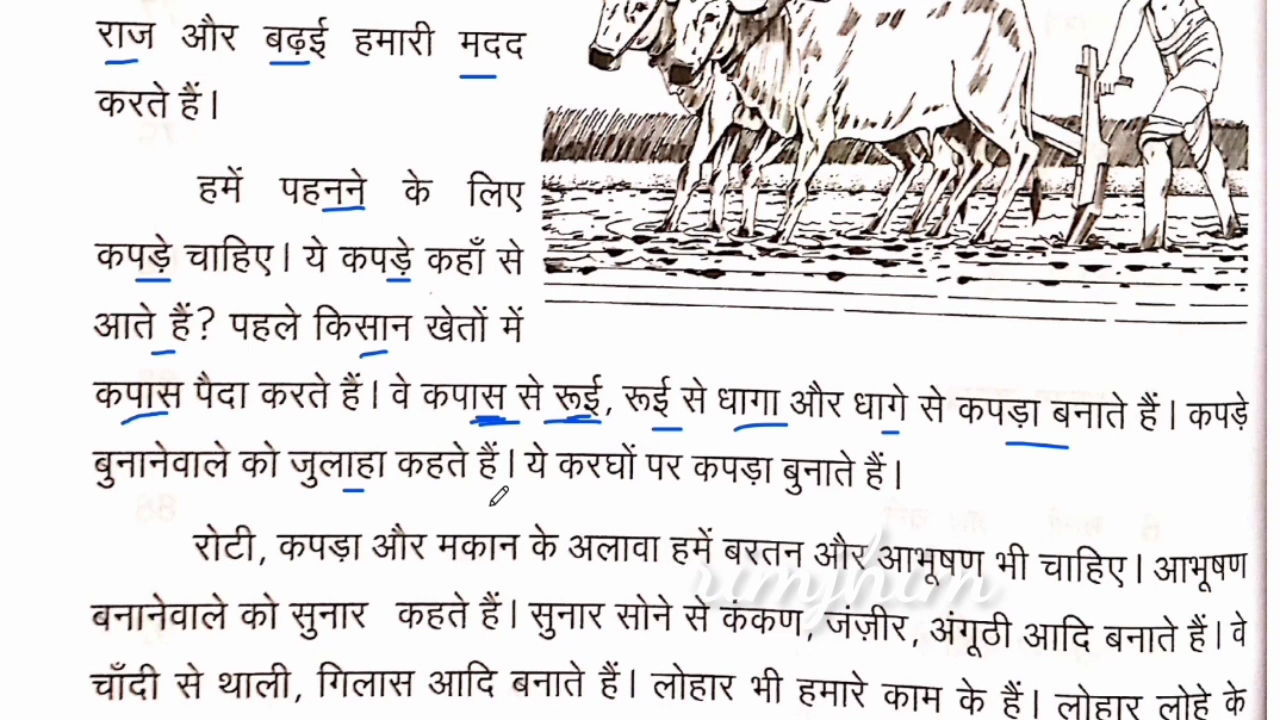 राज और बढ़ई हमारी मदद
करते हैं।
हमें पहनने के लिए
कपड़े चाहिए। ये कपड़े कहाँ से
आते हैं? पहले किसान खेतों में
कपास पैदा करते हैं। वे कपास से रूई, रूई से धागा और धागे से कपड़ा बनाते हैं। कपड़े
बुनानेवाले को जुलाहा कहते हैं। ये करघों पर कपड़ा बुनाते हैं।
रोटी, कपड़ा और मकान के अलावा हमें बरतन और आभूषण भी चाहिए। आभूषण
बनानेवाले को सुनार कहते हैं। सुनार सोने से कंकण, जंज़ीर, अंगूठी आदि बनाते हैं। वे
चाँदी से थाली, गिलास आदि बनाते हैं। लोहार भी हमारे काम के हैं। लोहार लोहे के
rimjhim